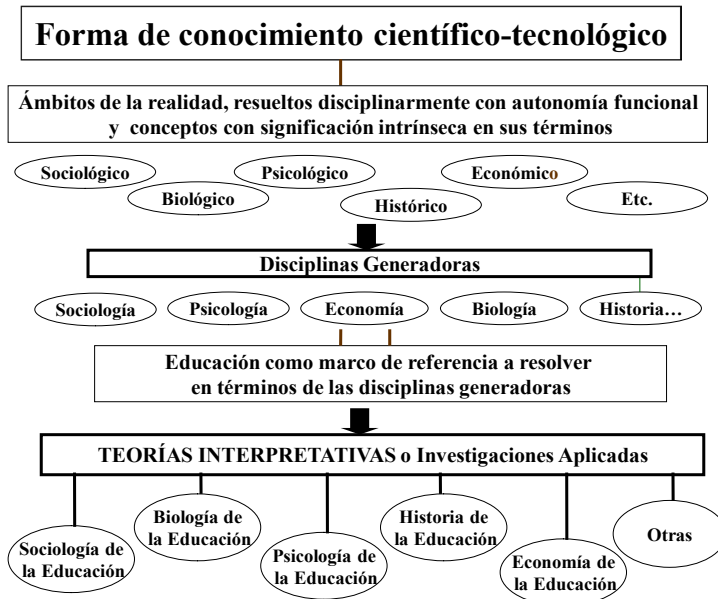 Forma de conocimiento científico-tecnológico
Ámbitos de la realidad, resueltos disciplinarmente con autonomía funcional
y conceptos con significación intrínseca en sus términos
Sociológico
Biológico
Psicológico
Histórico
Económico
Etc.
Disciplinas Generadoras
Sociología
Psicología
Economía
Biología
Historia...
Educación como marco de referencia a resolver
en términos de las disciplinas generadoras
TEORÍAS INTERPRETATIVAS o Investigaciones Aplicadas
Sociología de
la Educación
Biología de
la Educación
Psicología de
la Educación
Historia de
la Educación
Economía de
la Educación
Otras